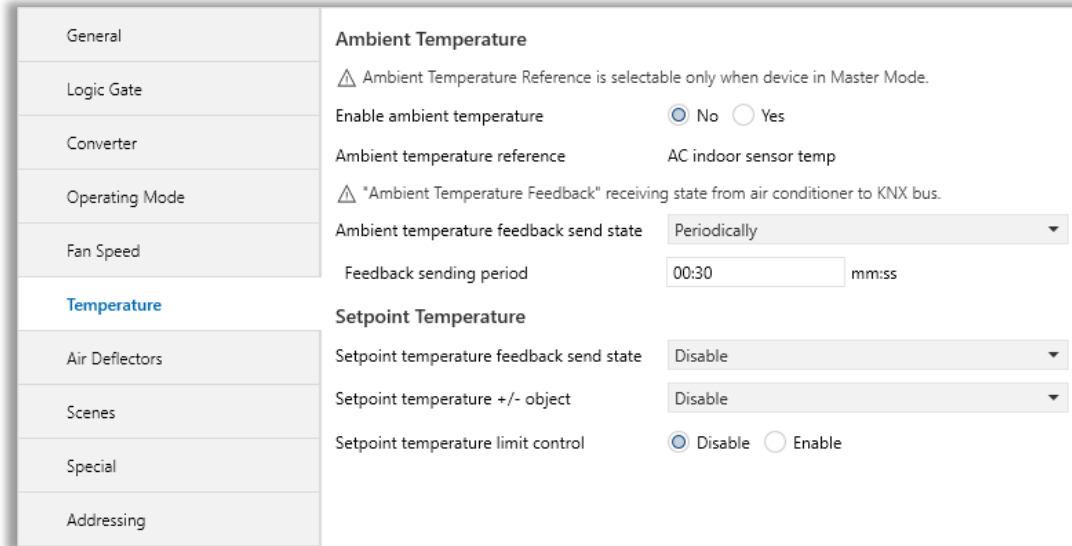 General
Logic Gate
Converter
Operating Mode
Fan Speed
Temperature
Air Deflectors
Scenes
Special
Addressing
Ambient Temperature
⚠ Ambient Temperature Reference is selectable only when device in Master Mode.
Enable ambient temperature No Yes
Ambient temperature reference AC indoor sensor temp
⚠ "Ambient Temperature Feedback" receiving state from air conditioner to KNX bus.
Ambient temperature feedback send state Periodically
Feedback sending period 00:30 mm:ss
Setpoint Temperature
Setpoint temperature feedback send state Disable
Setpoint temperature +/- object Disable
Setpoint temperature limit control Disable Enable